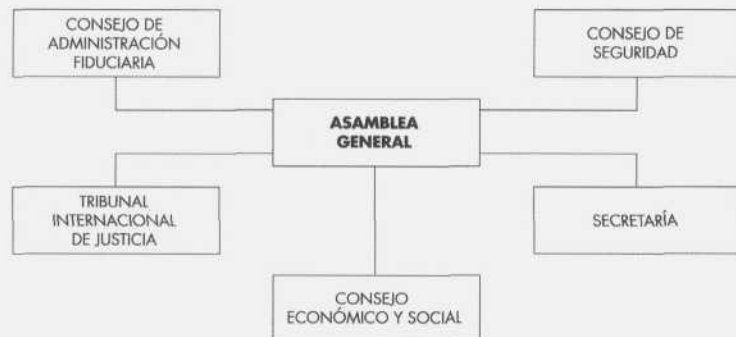 CONSEJO DE
ADMINISTRACIÓN
FIDUCIARIA
CONSEJO DE
SEGURIDAD
ASAMBLEA
GENERAL
TRIBUNAL
INTERNACIONAL
DE JUSTICIA
SECRETARÍA
CONSEJO
ECONÓMICO Y SOCIAL